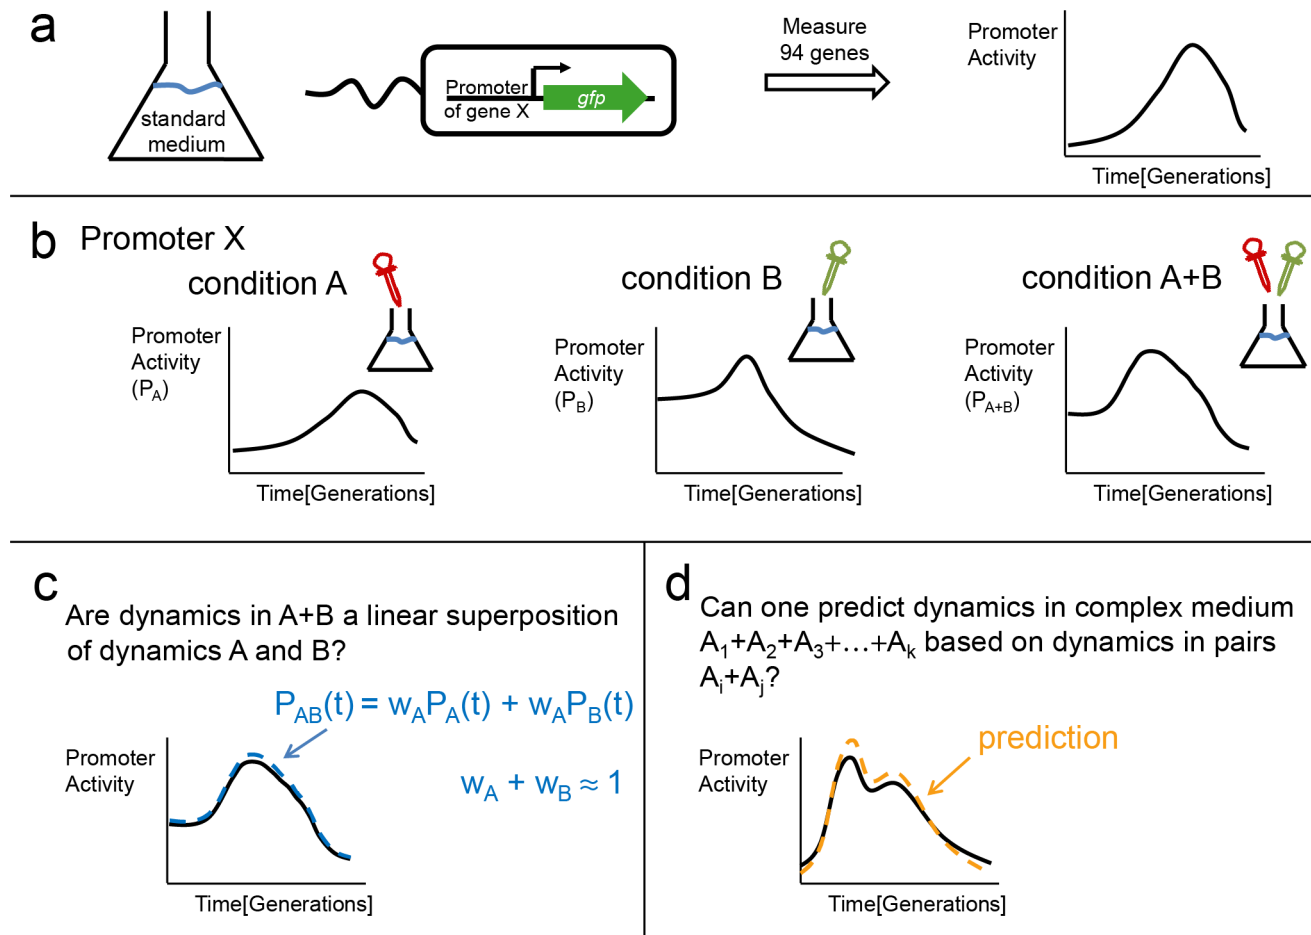 a
standard
medium
Promoter
of gene X
gfp
Measure
94 genes
Promoter
Activity
Time[Generations]
b
Promoter X
condition A
Promoter
Activity
(P_A)
Time[Generations]
condition B
Promoter
Activity
(P_B)
Time[Generations]
condition A+B
Promoter
Activity
(P_A+B)
Time[Generations]
c
Are dynamics in A+B a linear superposition
of dynamics A and B?
P_AB(t) = w_AP_A(t) + w_AP_B(t)
w_A + w_B ≈ 1
Promoter
Activity
Time[Generations]
d
Can one predict dynamics in complex medium
A_1+A_2+A_3+…+A_k based on dynamics in pairs
A_i+A_j?
prediction
Promoter
Activity
Time[Generations]